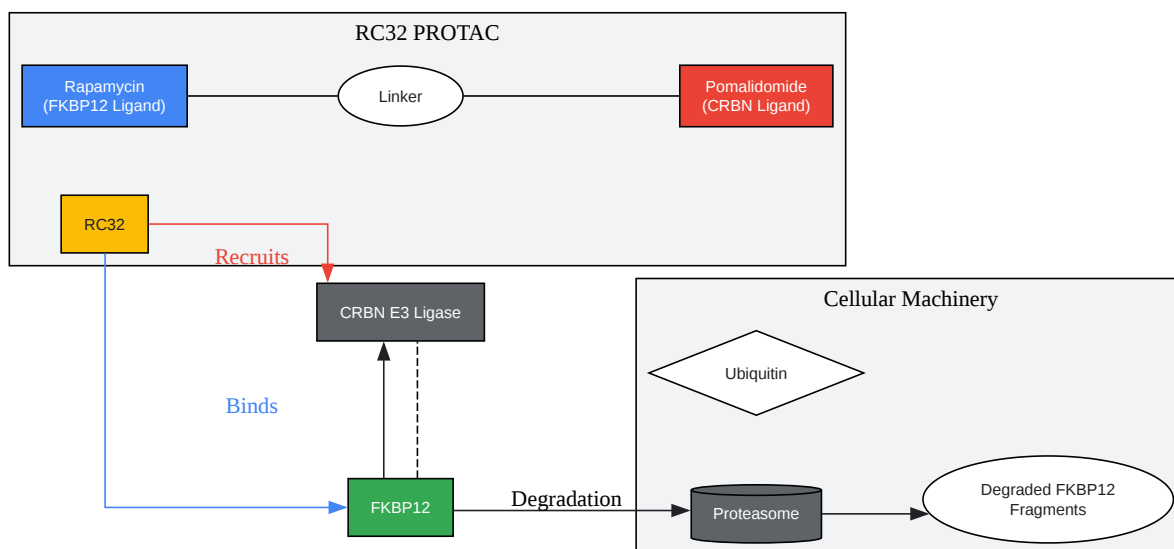 RC32 PROTAC
Rapamycin
(FKBP12 Ligand)
Linker
Pomalidomide
(CRBN Ligand)
RC32
Recruits
CRBN E3 Ligase
Cellular Machinery
Ubiquitin
Binds
FKBP12
Degradation
Proteasome
Degraded FKBP12
Fragments